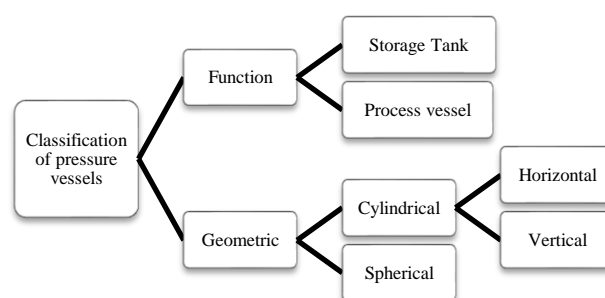 Classification
of pressure
vessels
Function
Storage Tank
Process vessel
Geometric
Cylindrical
Horizontal
Vertical
Spherical